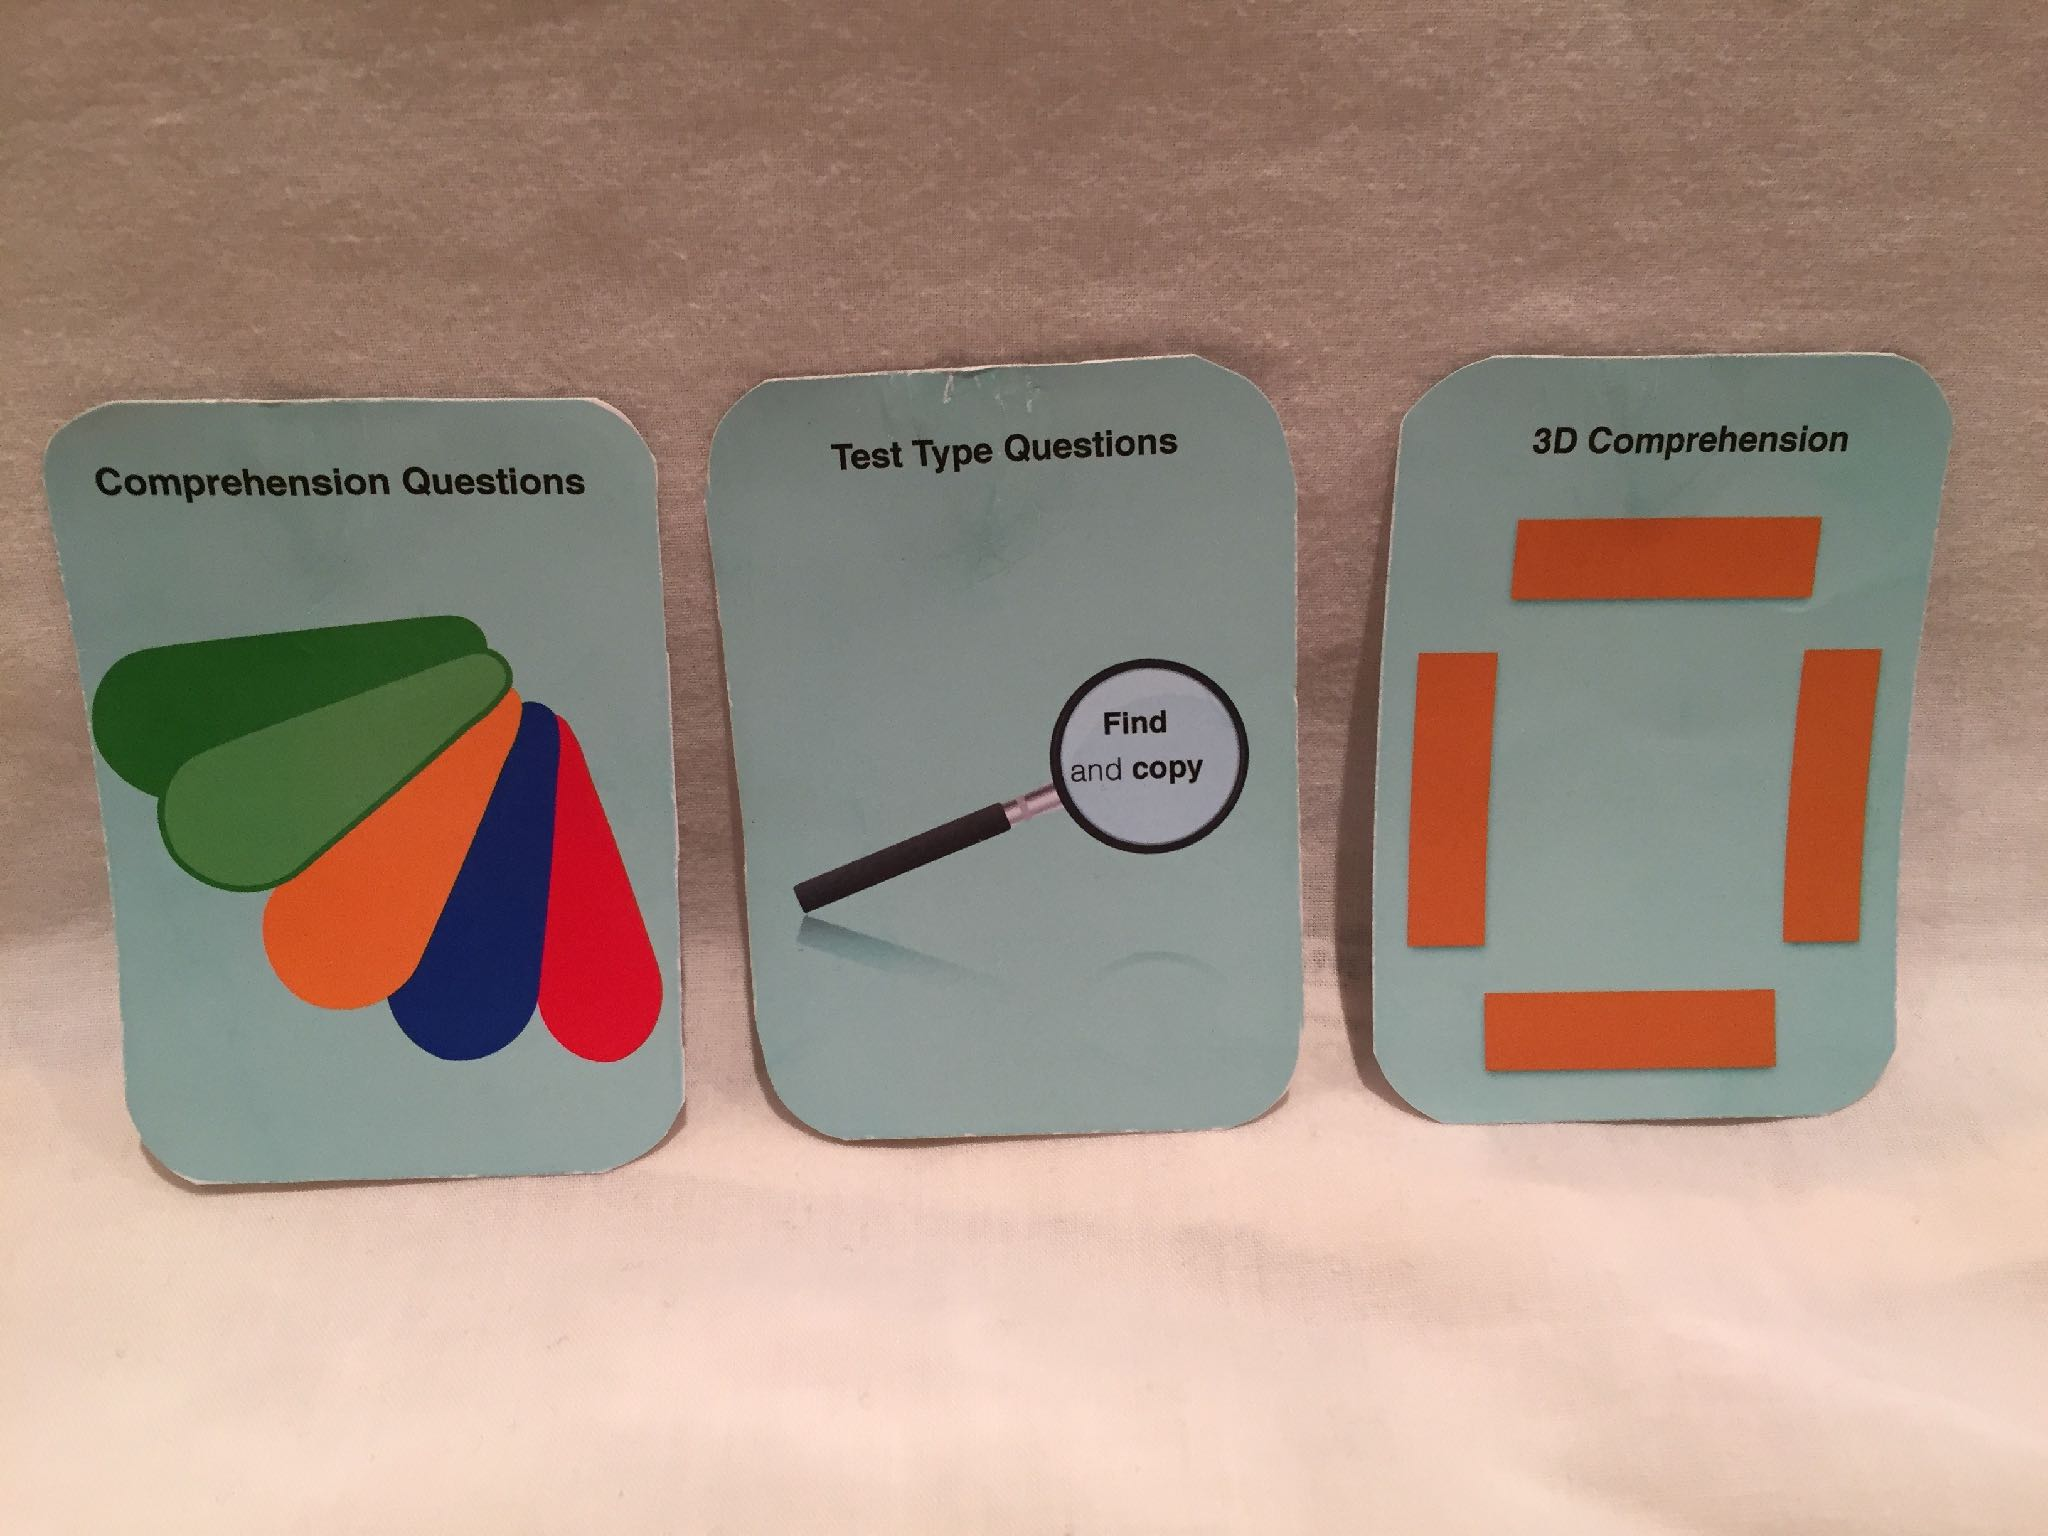 Comprehension Questions
Test Type Questions
Find
and copy
3D Comprehension